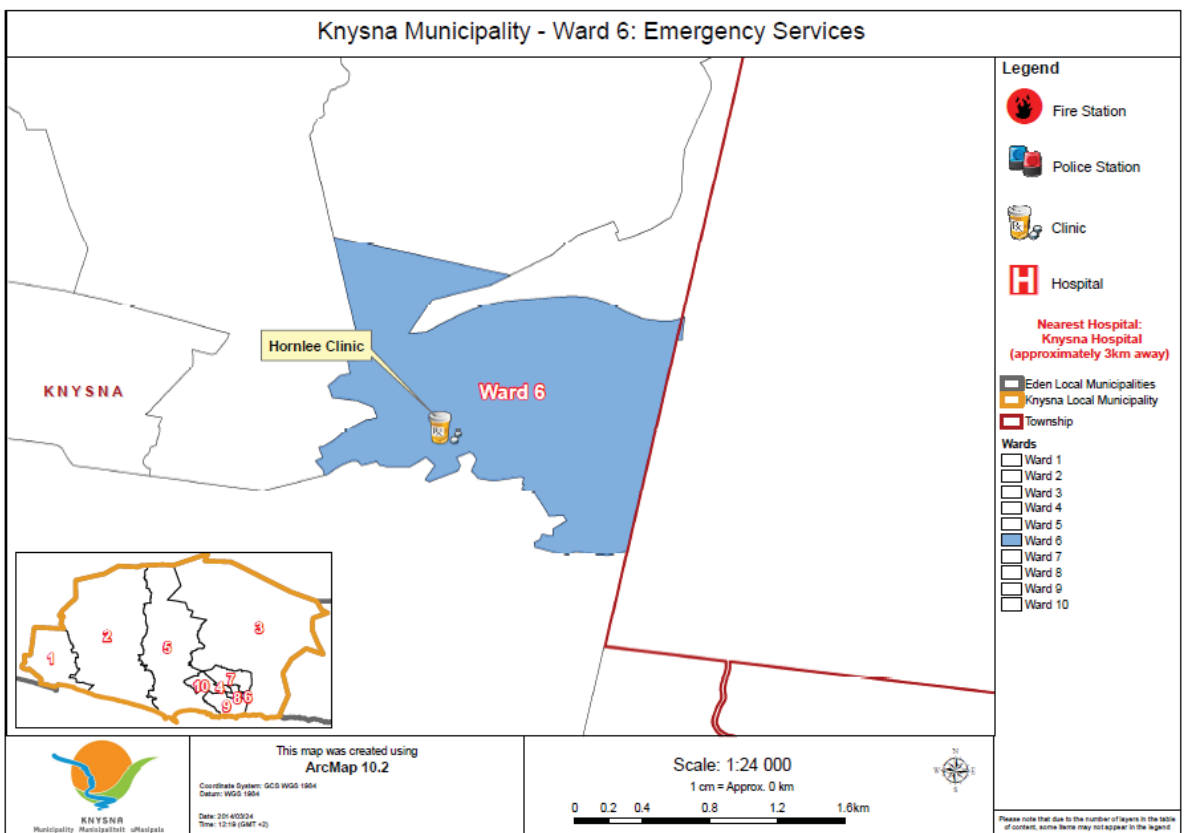 Knysna Municipality - Ward 6: Emergency Services
Hornlee Clinic
Ward 6
KNYSNA
Rx
1
2
5
3
7
10
4
8
6
9
Legend
Fire Station
Police Station
Rx
Clinic
H
Hospital
Nearest Hospital:
Knysna Hospital
(approximately 3km away)
Eden Local Municipalities
Knysna Local Municipality
Township
Wards
Ward 1
Ward 2
Ward 3
Ward 4
Ward 5
Ward 6
Ward 7
Ward 8
Ward 9
Ward 10
KNYSNA
Municipality Munisipaliteit uMasipala
This map was created using
ArcMap 10.2
Coordinate System: GCS WGS 1984
Datum: WGS 1984
Date: 2014/03/24
Time: 12:19 (GMT +2)
Scale: 1:24 000
1 cm = Approx. 0 km
0 0.2 0.4 0.8 1.2 1.6km
N
W E
S
Please note that due to the number of layers in the table
of content, some items may not appear in the legend